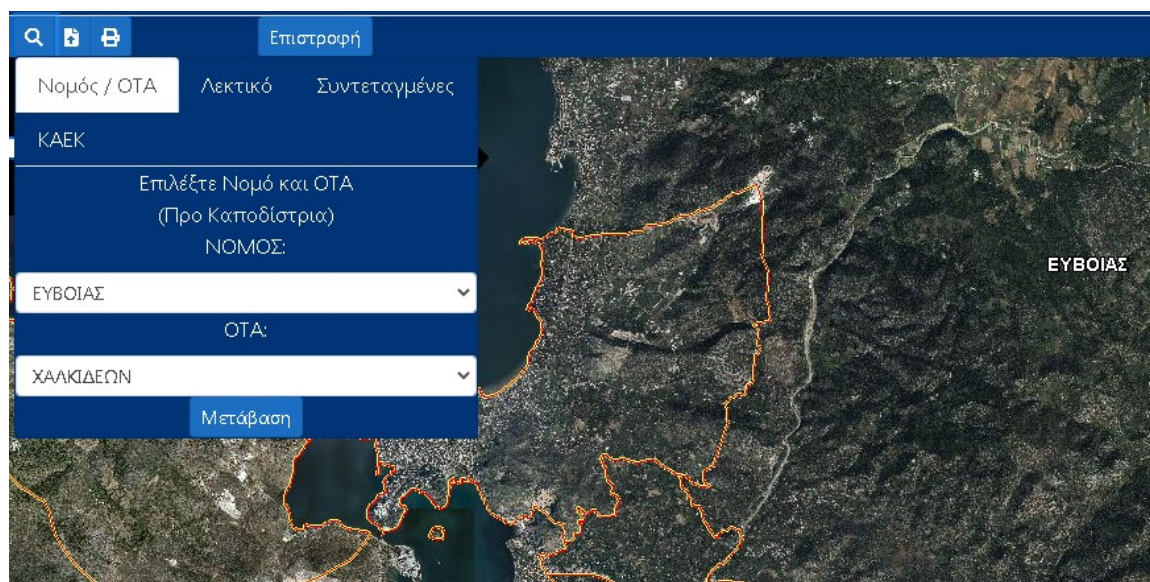 Επιστροφή
Νομός / ΟΤΑ Λεκτικό Συντεταγμένες
ΚΑΕΚ
Επιλέξτε Νομό και ΟΤΑ
(Προ Καποδίστρια)
ΝΟΜΟΣ:
ΕΥΒΟΙΑΣ
ΕΥΒΟΙΑΣ
ΟΤΑ:
ΧΑΛΚΙΔΕΩΝ
Μετάβαση